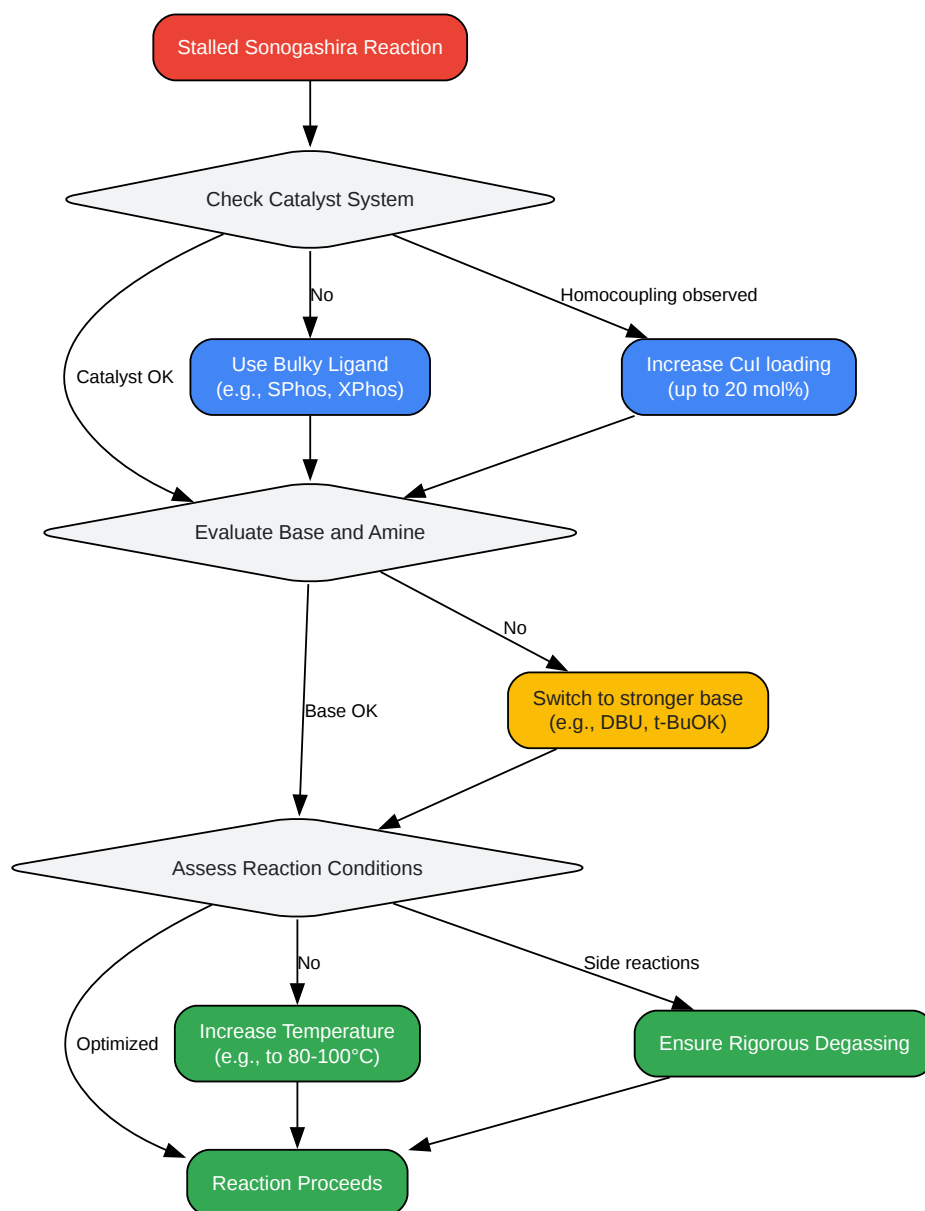 Stalled Sonogashira Reaction
Check Catalyst System
No
Homocoupling observed
Catalyst OK
Use Bulky Ligand
(e.g., SPhos, XPhos)
Increase CuI loading
(up to 20 mol%)
Evaluate Base and Amine
No
Base OK
Switch to stronger base
(e.g., DBU, t-BuOK)
Assess Reaction Conditions
No
Side reactions
Optimized
Increase Temperature
(e.g., to 80-100°C)
Ensure Rigorous Degassing
Reaction Proceeds